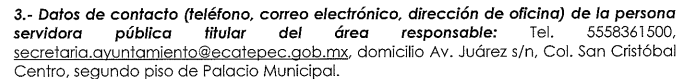 3.- Datos de contacto (teléfono, correo electrónico, dirección de oficina) de la persona
servidora pública titular del área responsable: Tel. 5558361500,
secretaria.ayuntamiento@ecatepec.gob.mx, domicilio Av. Juárez s/n, Col. San Cristóbal
Centro, segundo piso de Palacio Municipal.